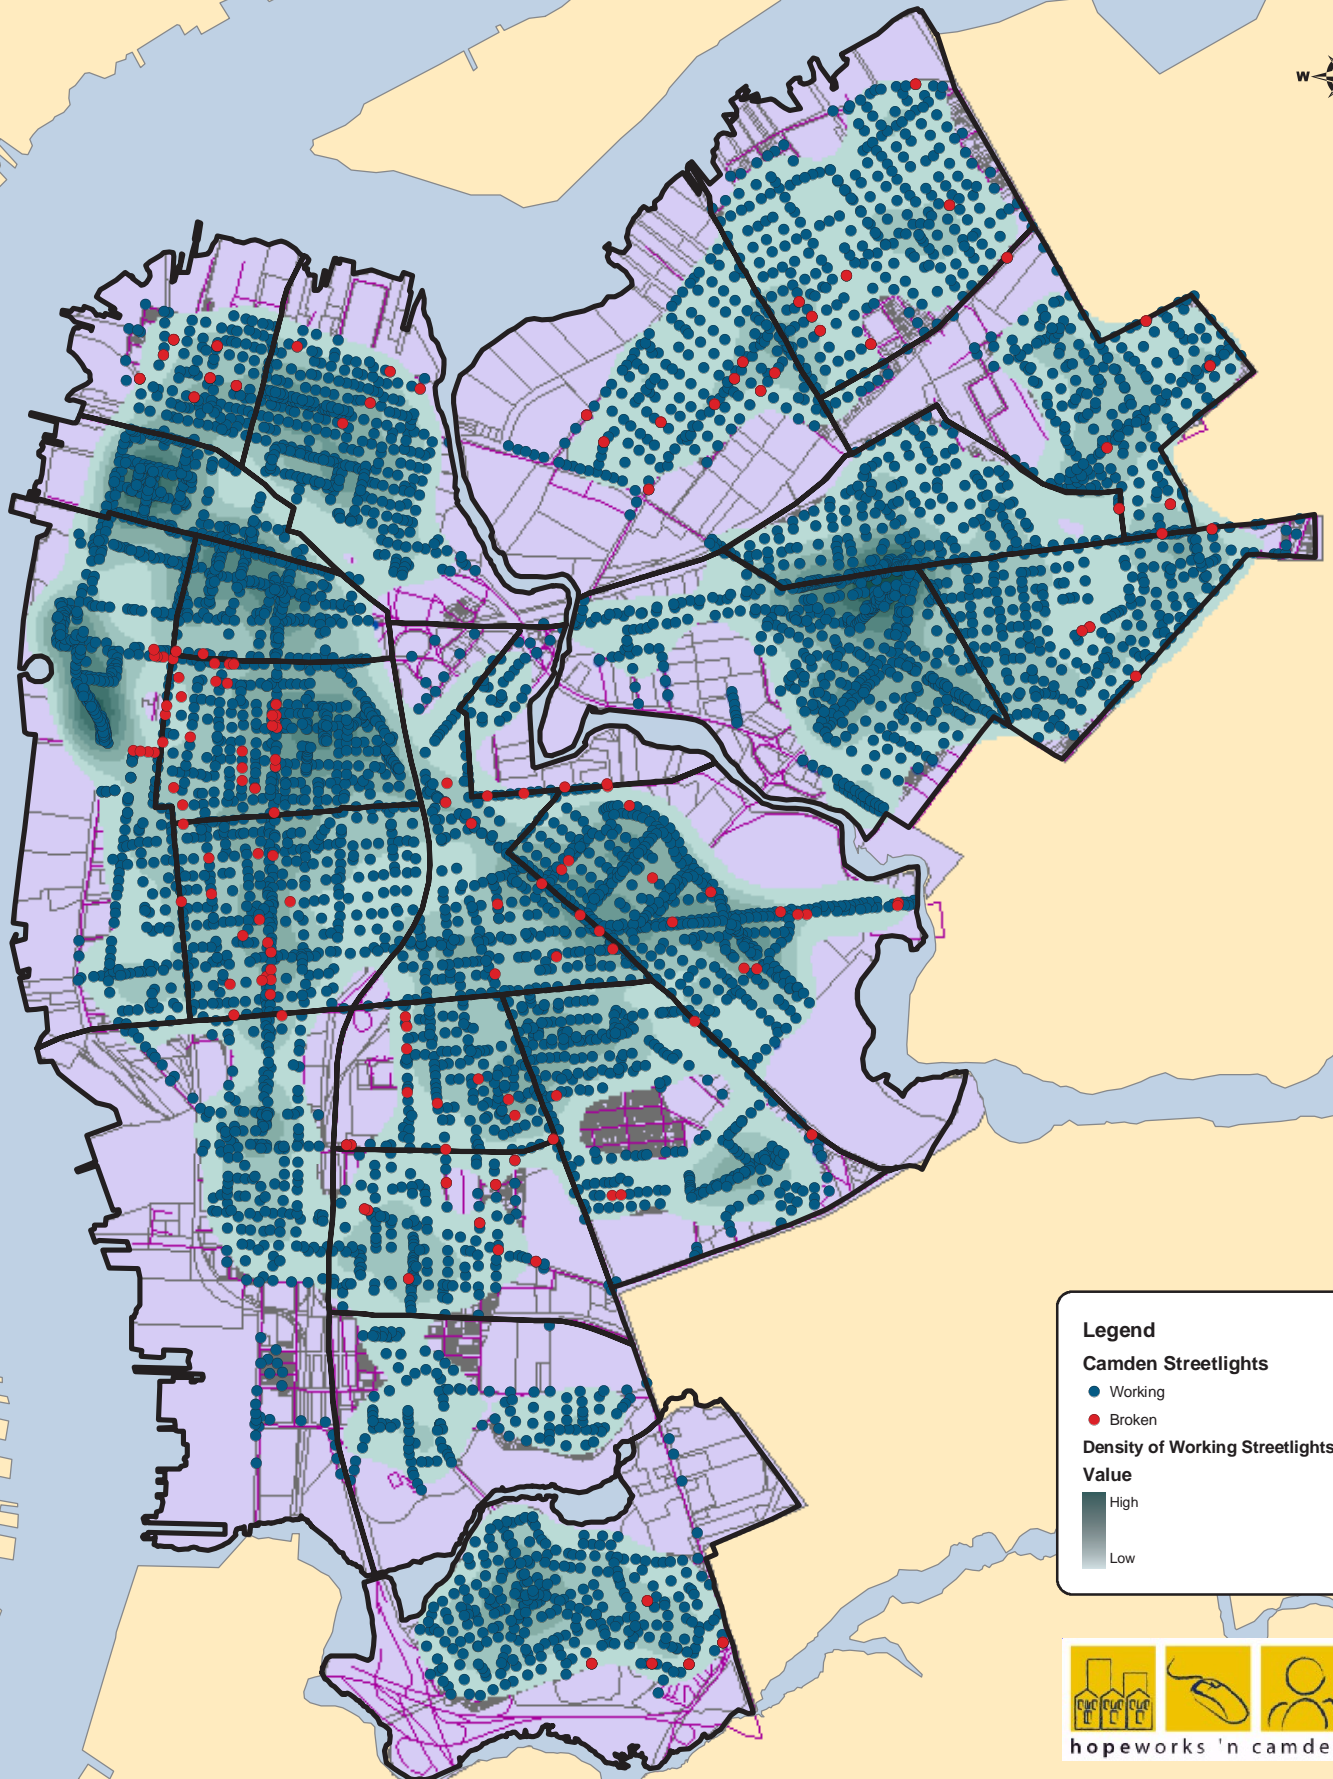 W
Legend
Camden Streetlights
Working
Broken
Density of Working Streetlights
Value
High
Low
hopeworks 'n camde